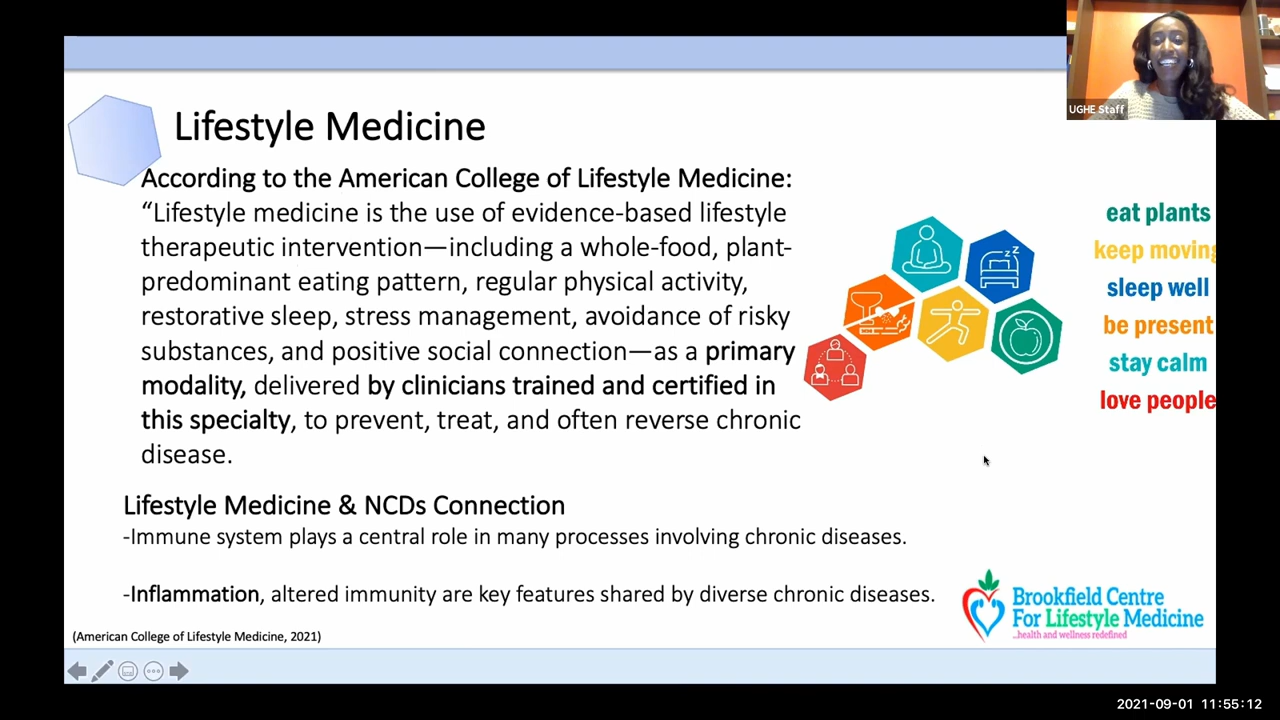 UGHE Staff
Lifestyle Medicine
According to the American College of Lifestyle Medicine:
“Lifestyle medicine is the use of evidence-based lifestyle
therapeutic intervention—including a whole-food, plant-
predominant eating pattern, regular physical activity,
restorative sleep, stress management, avoidance of risky
substances, and positive social connection—as a primary
modality, delivered by clinicians trained and certified in
this specialty, to prevent, treat, and often reverse chronic
disease.
z z
eat plants
keep moving
sleep well
be present
stay calm
love people
Lifestyle Medicine & NCDs Connection
-Immune system plays a central role in many processes involving chronic diseases.
-Inflammation, altered immunity are key features shared by diverse chronic diseases.
Brookfield Centre
For Lifestyle Medicine
...health and wellness redefined
(American College of Lifestyle Medicine, 2021)
2021-09-01 11:55:12